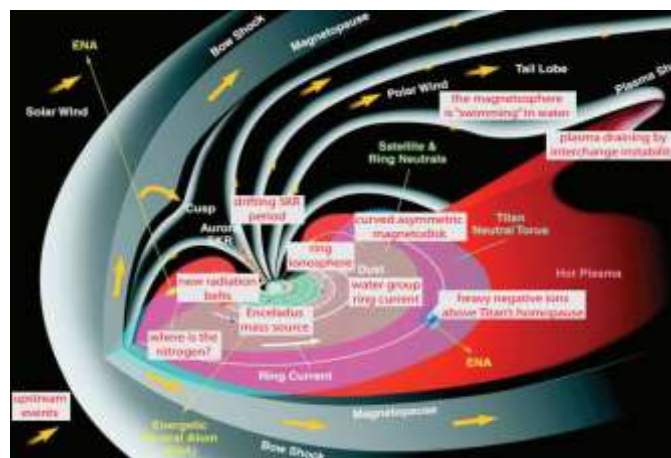 ENA
Bow Shock
Magnetopause
Solar Wind
Polar Wind
Tail Lobe
Plasma Sh
the magnetosphere
is "swimming" in water
plasma draining by
interchange instabilit
Satellite &
Ring Neutrals
Cusp
drifting SKR
period
Auror
SKR
curved asymmetric
magnetodisk
Titan
Neutral Torus
ring
ionosphere
Dust
new radiation
belts
water group
ring current
Hot Plasma
Enceladus
mass source
heavy negative ions
above Titan's homopause
where is the
nitrogen?
ENA
Ring Current
upstream
events
Magnetopause
Energetic
Neutral Atom
Bow Shock